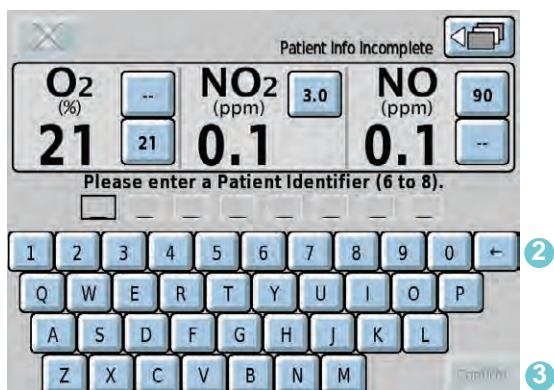 Patient Info Incomplete
O2 -- NO2 3.0 NO 90
(%) (ppm) (ppm)
21 21 0.1 0.1 --
Please enter a Patient Identifier (6 to 8).
1 2 3 4 5 6 7 8 9 0 ← 2
Q W E R T Y U I O P
A S D F G H J K L
Z X C V B N M 3